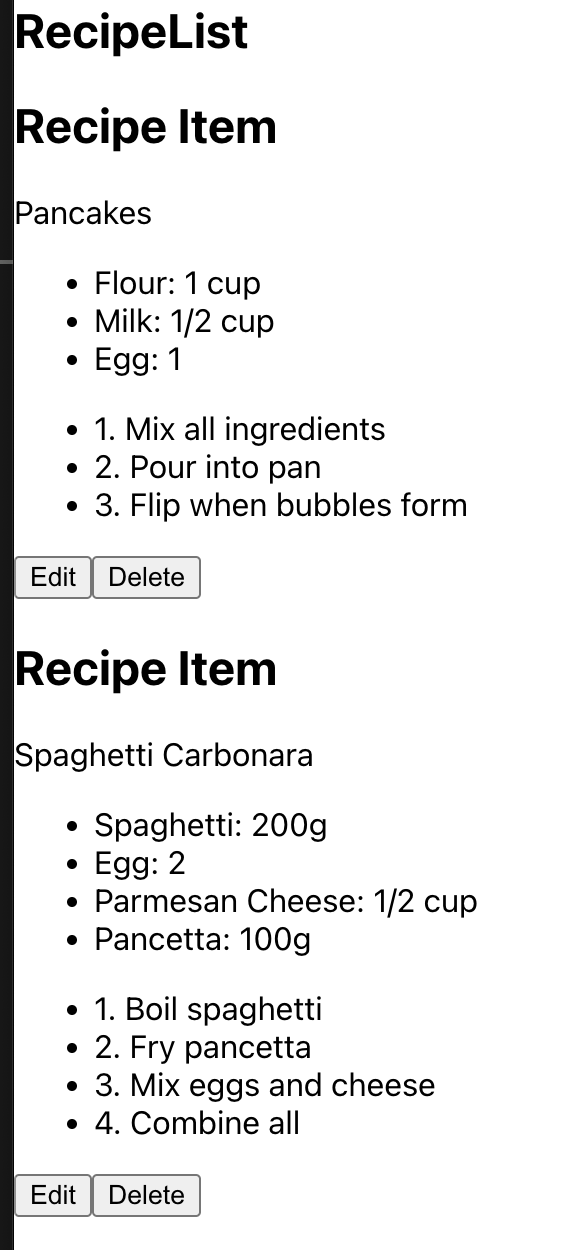 RecipeList
Recipe Item
Pancakes
• Flour: 1 cup
• Milk: 1/2 cup
• Egg: 1
• 1. Mix all ingredients
• 2. Pour into pan
• 3. Flip when bubbles form
Edit Delete
Recipe Item
Spaghetti Carbonara
• Spaghetti: 200g
• Egg: 2
• Parmesan Cheese: 1/2 cup
• Pancetta: 100g
• 1. Boil spaghetti
• 2. Fry pancetta
• 3. Mix eggs and cheese
• 4. Combine all
Edit Delete